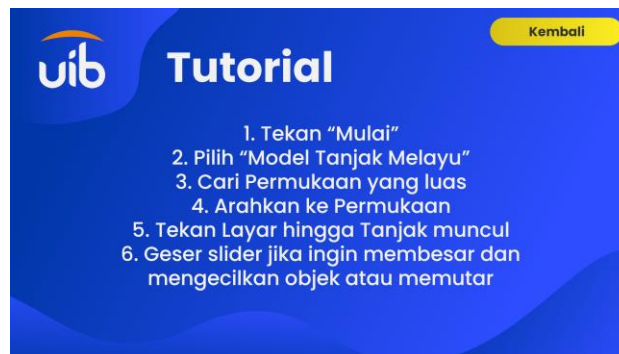 Kembali
uib
Tutorial
1. Tekan “Mulai”
2. Pilih “Model Tanjak Melayu”
3. Cari Permukaan yang luas
4. Arahkan ke Permukaan
5. Tekan Layar hingga Tanjak muncul
6. Geser slider jika ingin membesar dan
mengecilkan objek atau memutar